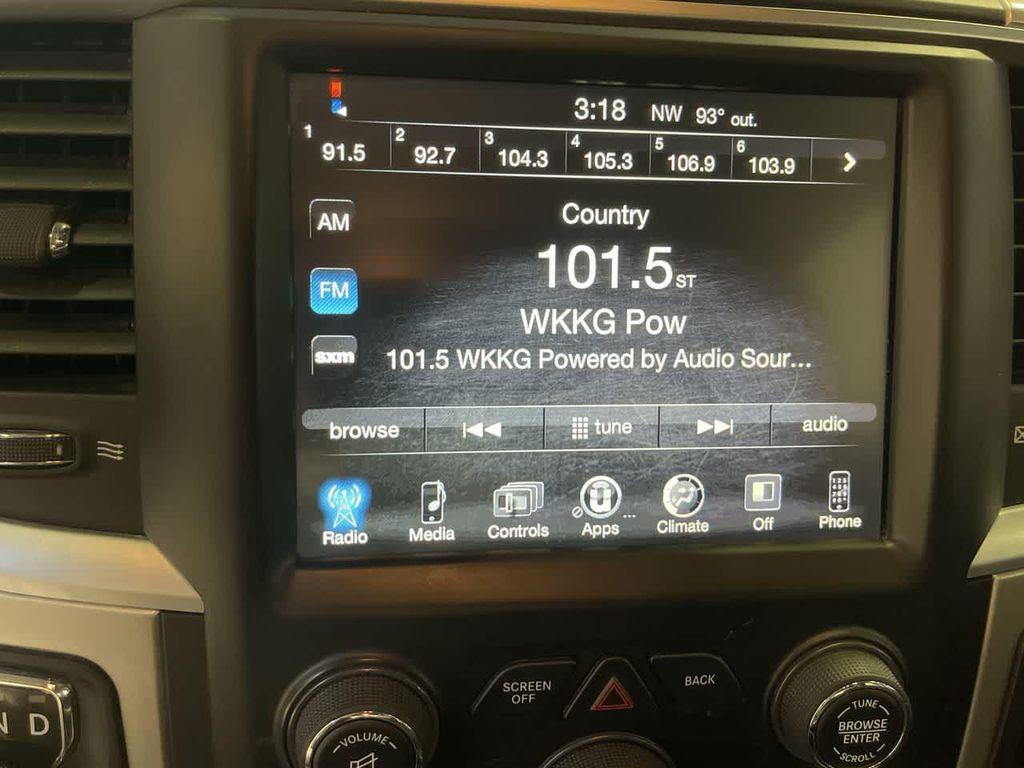 3:18 NW 93° out.
1 91.5 2 92.7 3 104.3 4 105.3 5 106.9 6 103.9
AM
Country
FM
101.5 ST
WKKG Pow
sxm
101.5 WKKG Powered by Audio Sour...
browse tune audio
Radio Media Controls Apps ... Climate Off Phone
SCREEN OFF
BACK
N D
VOLUME
TUNE
BROWSE
ENTER
SCROLL